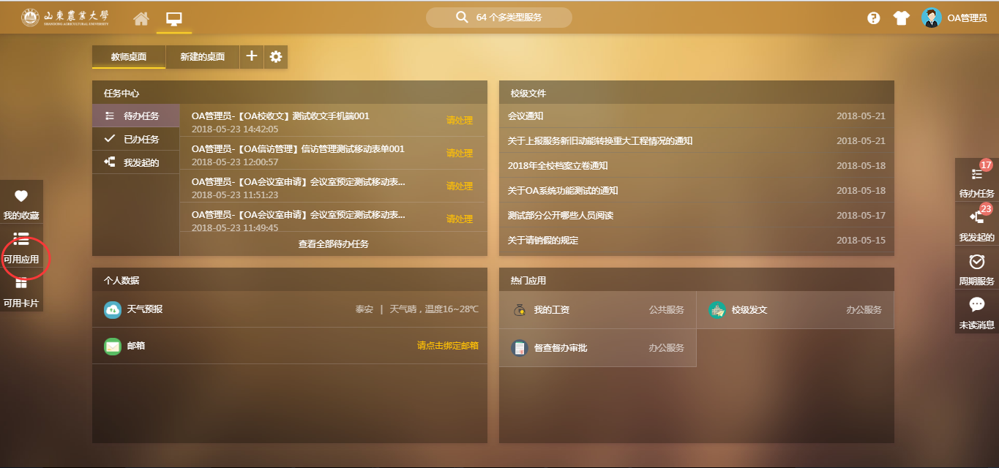 山東農業大學
SHANDONG AGRICULTURAL UNIVERSITY
64 个多类型服务
OA管理员
教师桌面
新建的桌面
任务中心
待办任务
已办任务
我发起的
OA管理员-【OA校收文】测试收文手机端001
2018-05-23 14:42:05
请处理
OA管理员-【OA信访管理】信访管理测试移动表单001
2018-05-23 12:00:57
请处理
OA管理员-【OA会议室申请】会议室预定测试移动表...
2018-05-23 11:51:23
请处理
OA管理员-【OA会议室申请】会议室预定测试移动表...
2018-05-23 11:49:45
请处理
查看全部待办任务
校级文件
会议通知 2018-05-21
关于上报服务新旧动能转换重大工程情况的通知 2018-05-21
2018年全校档案立卷通知 2018-05-18
关于OA系统功能测试的通知 2018-05-18
测试部分公开哪些人员阅读 2018-05-17
关于请销假的规定 2018-05-15
个人数据
天气预报 泰安 | 天气晴，温度16~28℃
邮箱 请点击绑定邮箱
热门应用
我的工资 公共服务
校级发文 办公服务
督查督办审批 办公服务
我的收藏
可用应用
可用卡片
17
待办任务
23
我发起的
周期服务
未读消息